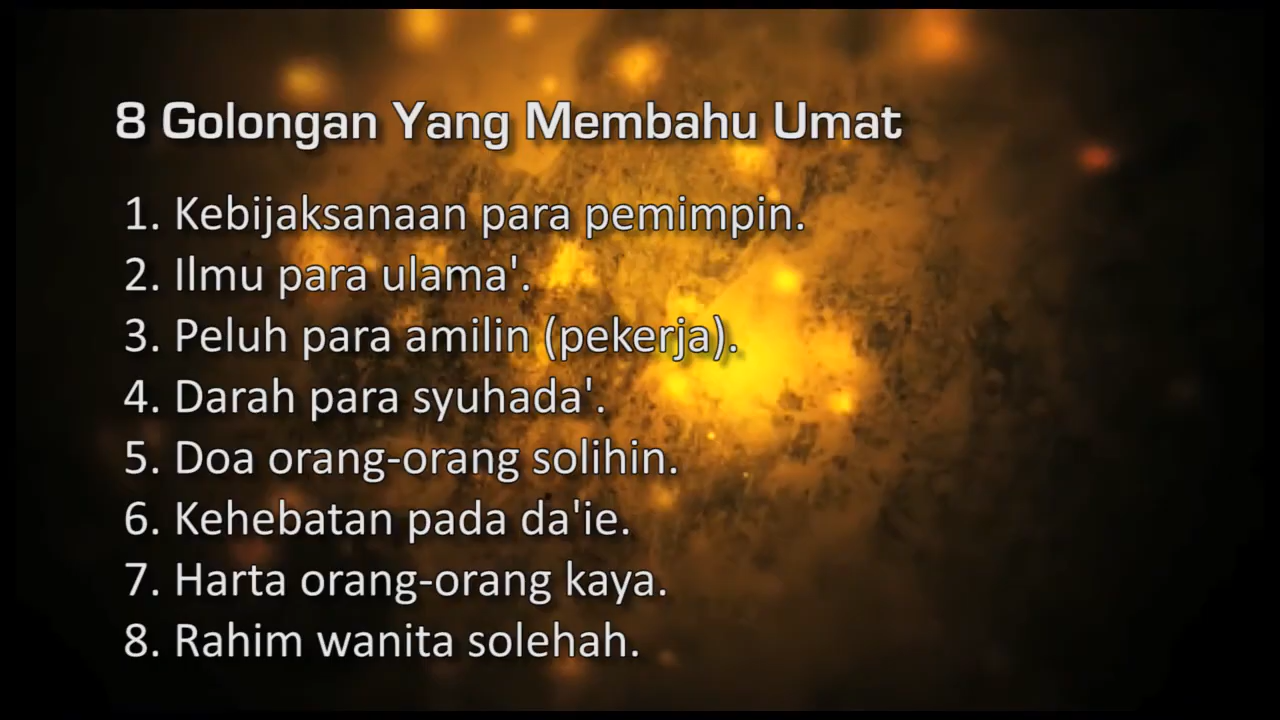 8 Golongan Yang Membahu Umat
1. Kebijaksanaan para pemimpin.
2. Ilmu para ulama'.
3. Peluh para amilin (pekerja).
4. Darah para syuhada'.
5. Doa orang-orang solihin.
6. Kehebatan pada da'ie.
7. Harta orang-orang kaya.
8. Rahim wanita solehah.